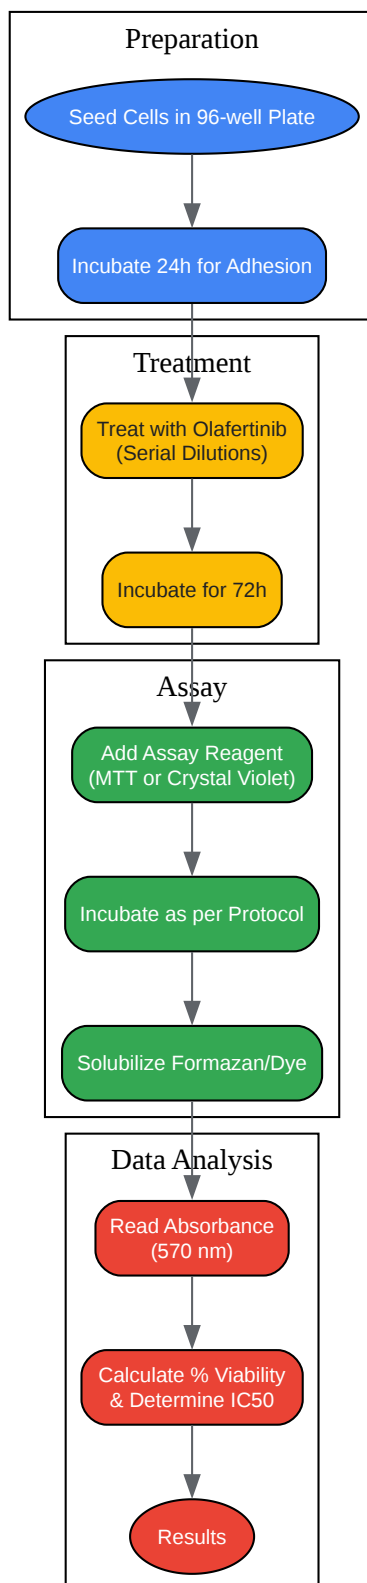 Preparation
Seed Cells in 96-well Plate
Incubate 24h for Adhesion
Treatment
Treat with Olafertinib
(Serial Dilutions)
Incubate for 72h
Assay
Add Assay Reagent
(MTT or Crystal Violet)
Incubate as per Protocol
Solubilize Formazan/Dye
Data Analysis
Read Absorbance
(570 nm)
Calculate % Viability
& Determine IC50
Results